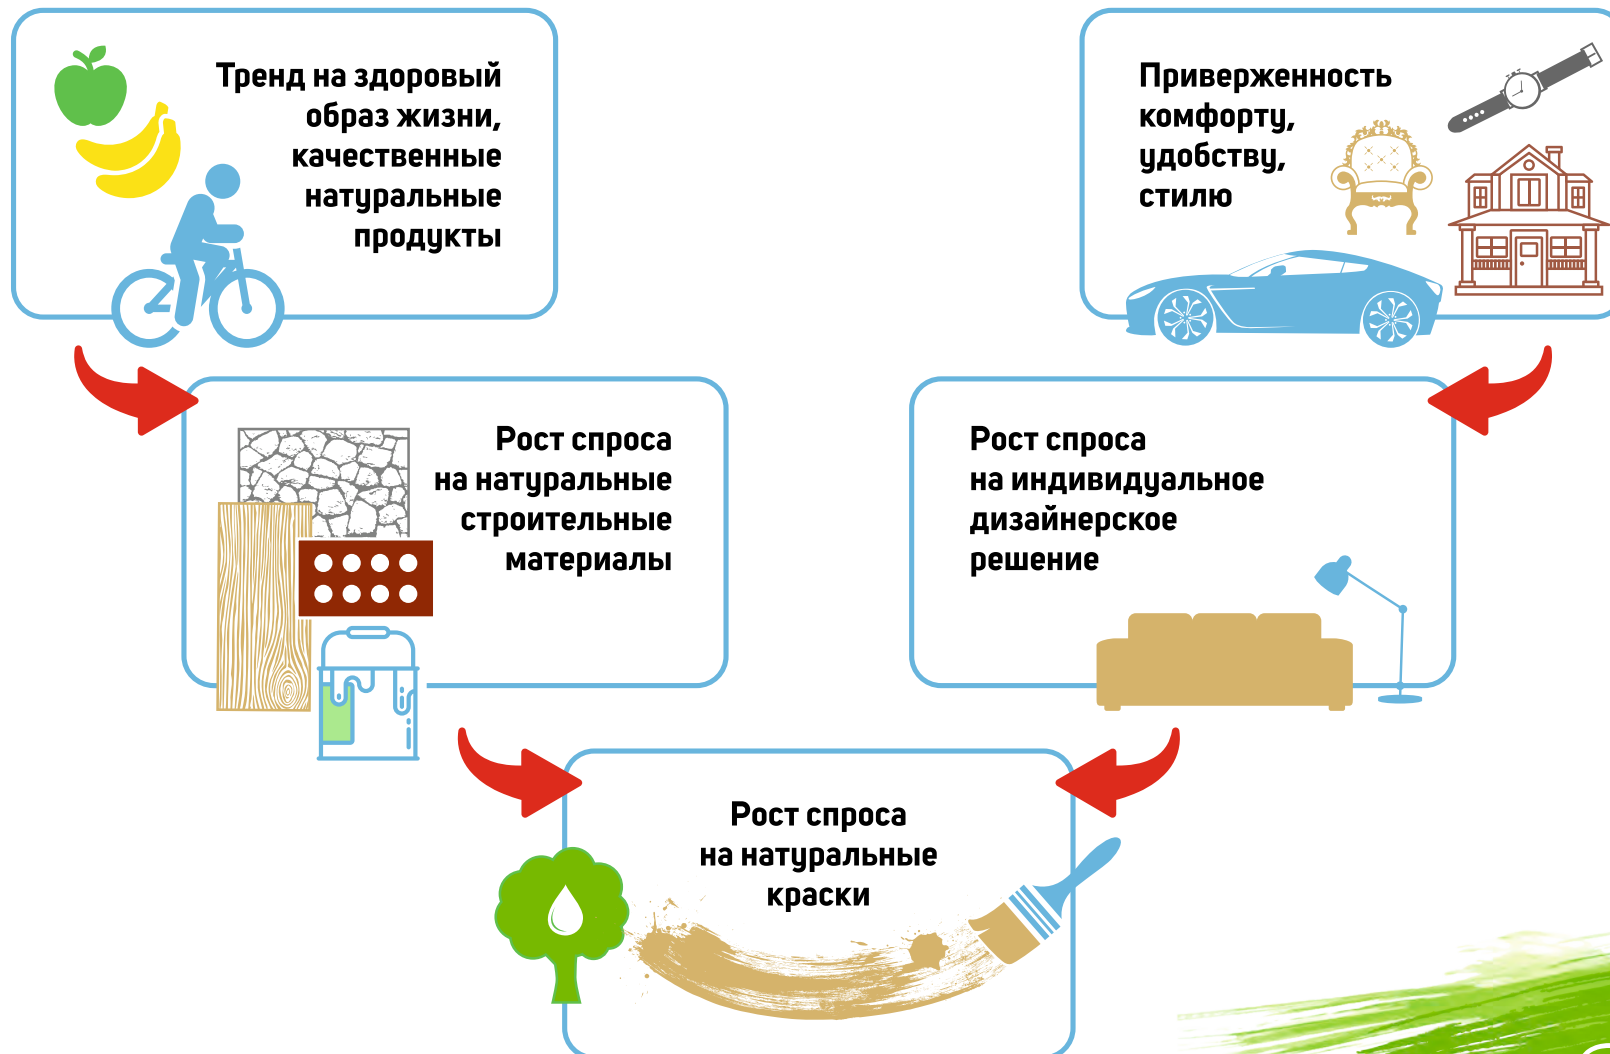 Тренд на здоровый
образ жизни,
качественные
натуральные
продукты
Приверженность
комфорту,
удобству,
стилю
Рост спроса
на натуральные
строительные
материалы
Рост спроса
на индивидуальное
дизайнерское
решение
Рост спроса
на натуральные
краски